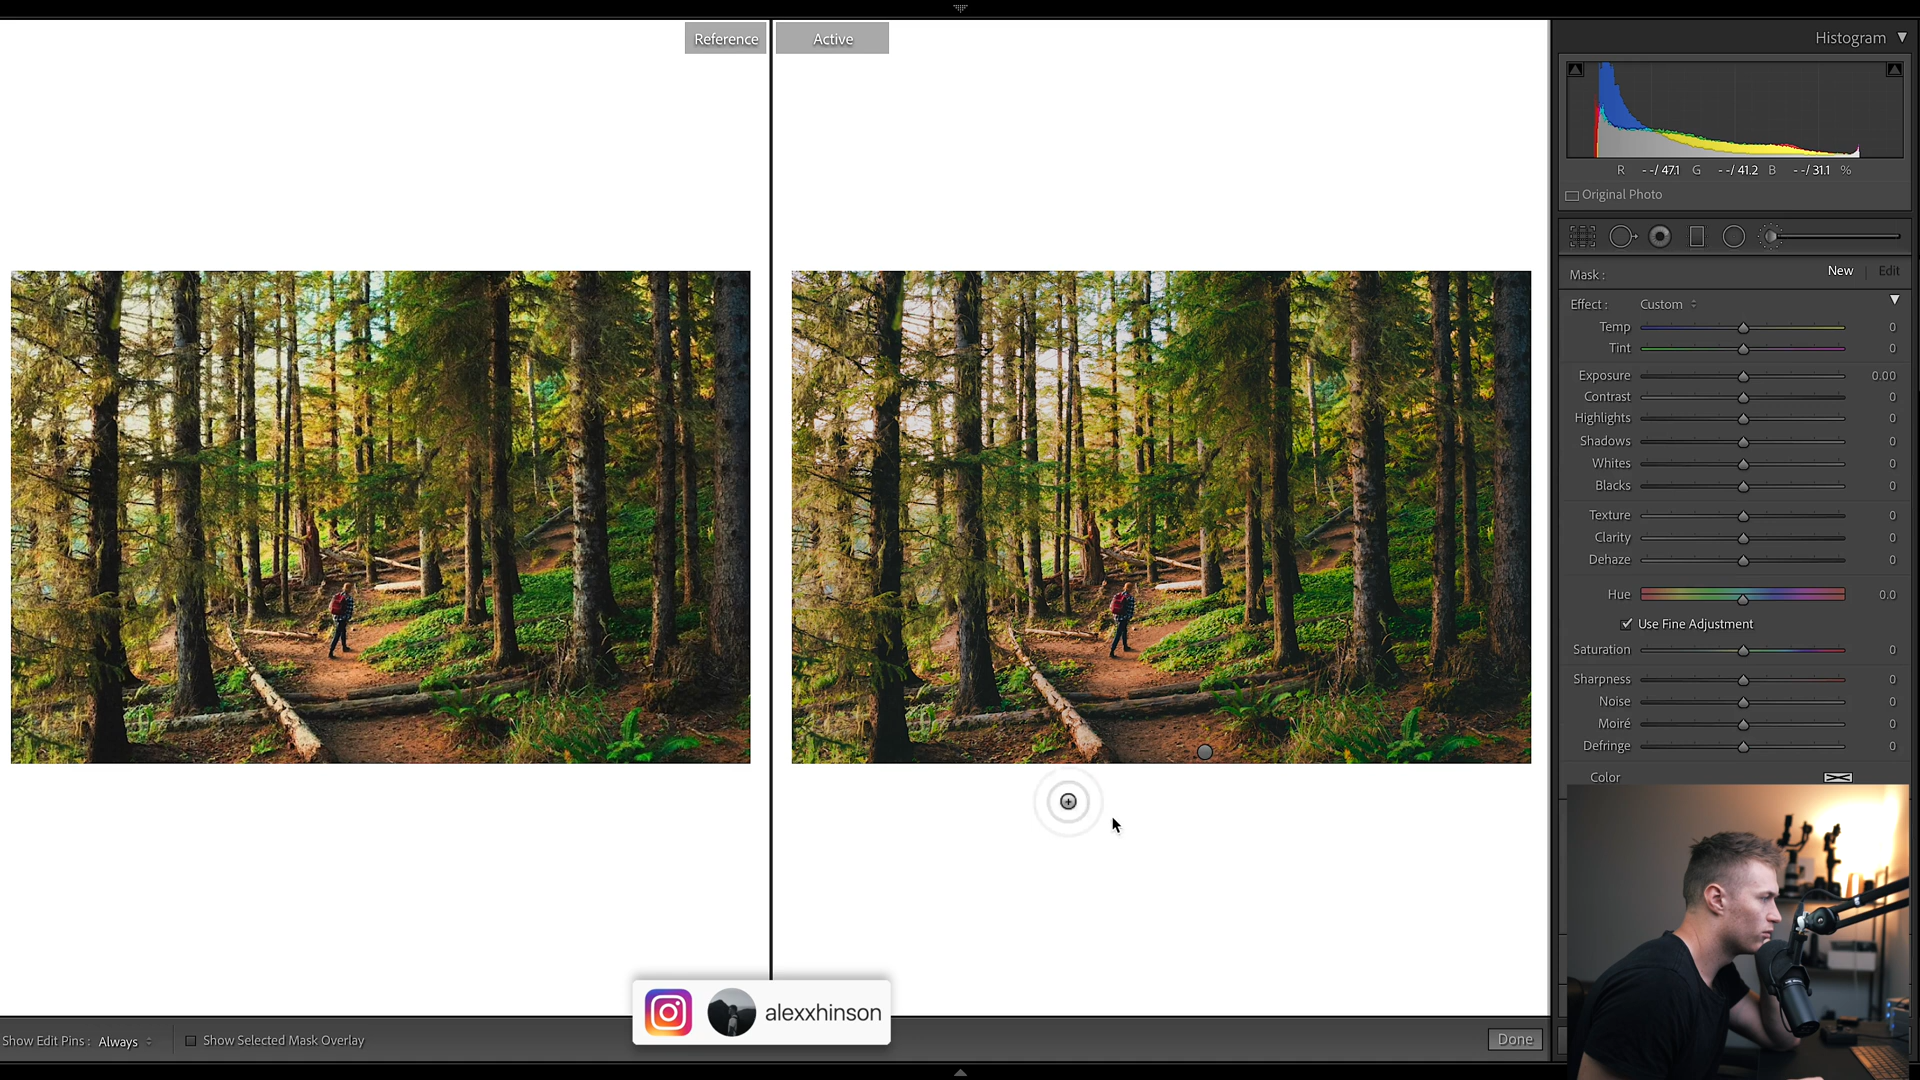 Reference
Active
Histogram
R --/ 47.1 G --/ 41.2 B --/ 31.1 %
Original Photo
Mask :
New
Edit
Effect : Custom
Temp 0
Tint 0
Exposure 0.00
Contrast 0
Highlights 0
Shadows 0
Whites 0
Blacks 0
Texture 0
Clarity 0
Dehaze 0
Hue 0.0
Use Fine Adjustment
Saturation 0
Sharpness 0
Noise 0
Moiré 0
Defringe 0
Color
alexxhinson
Show Edit Pins : Always
Show Selected Mask Overlay
Done